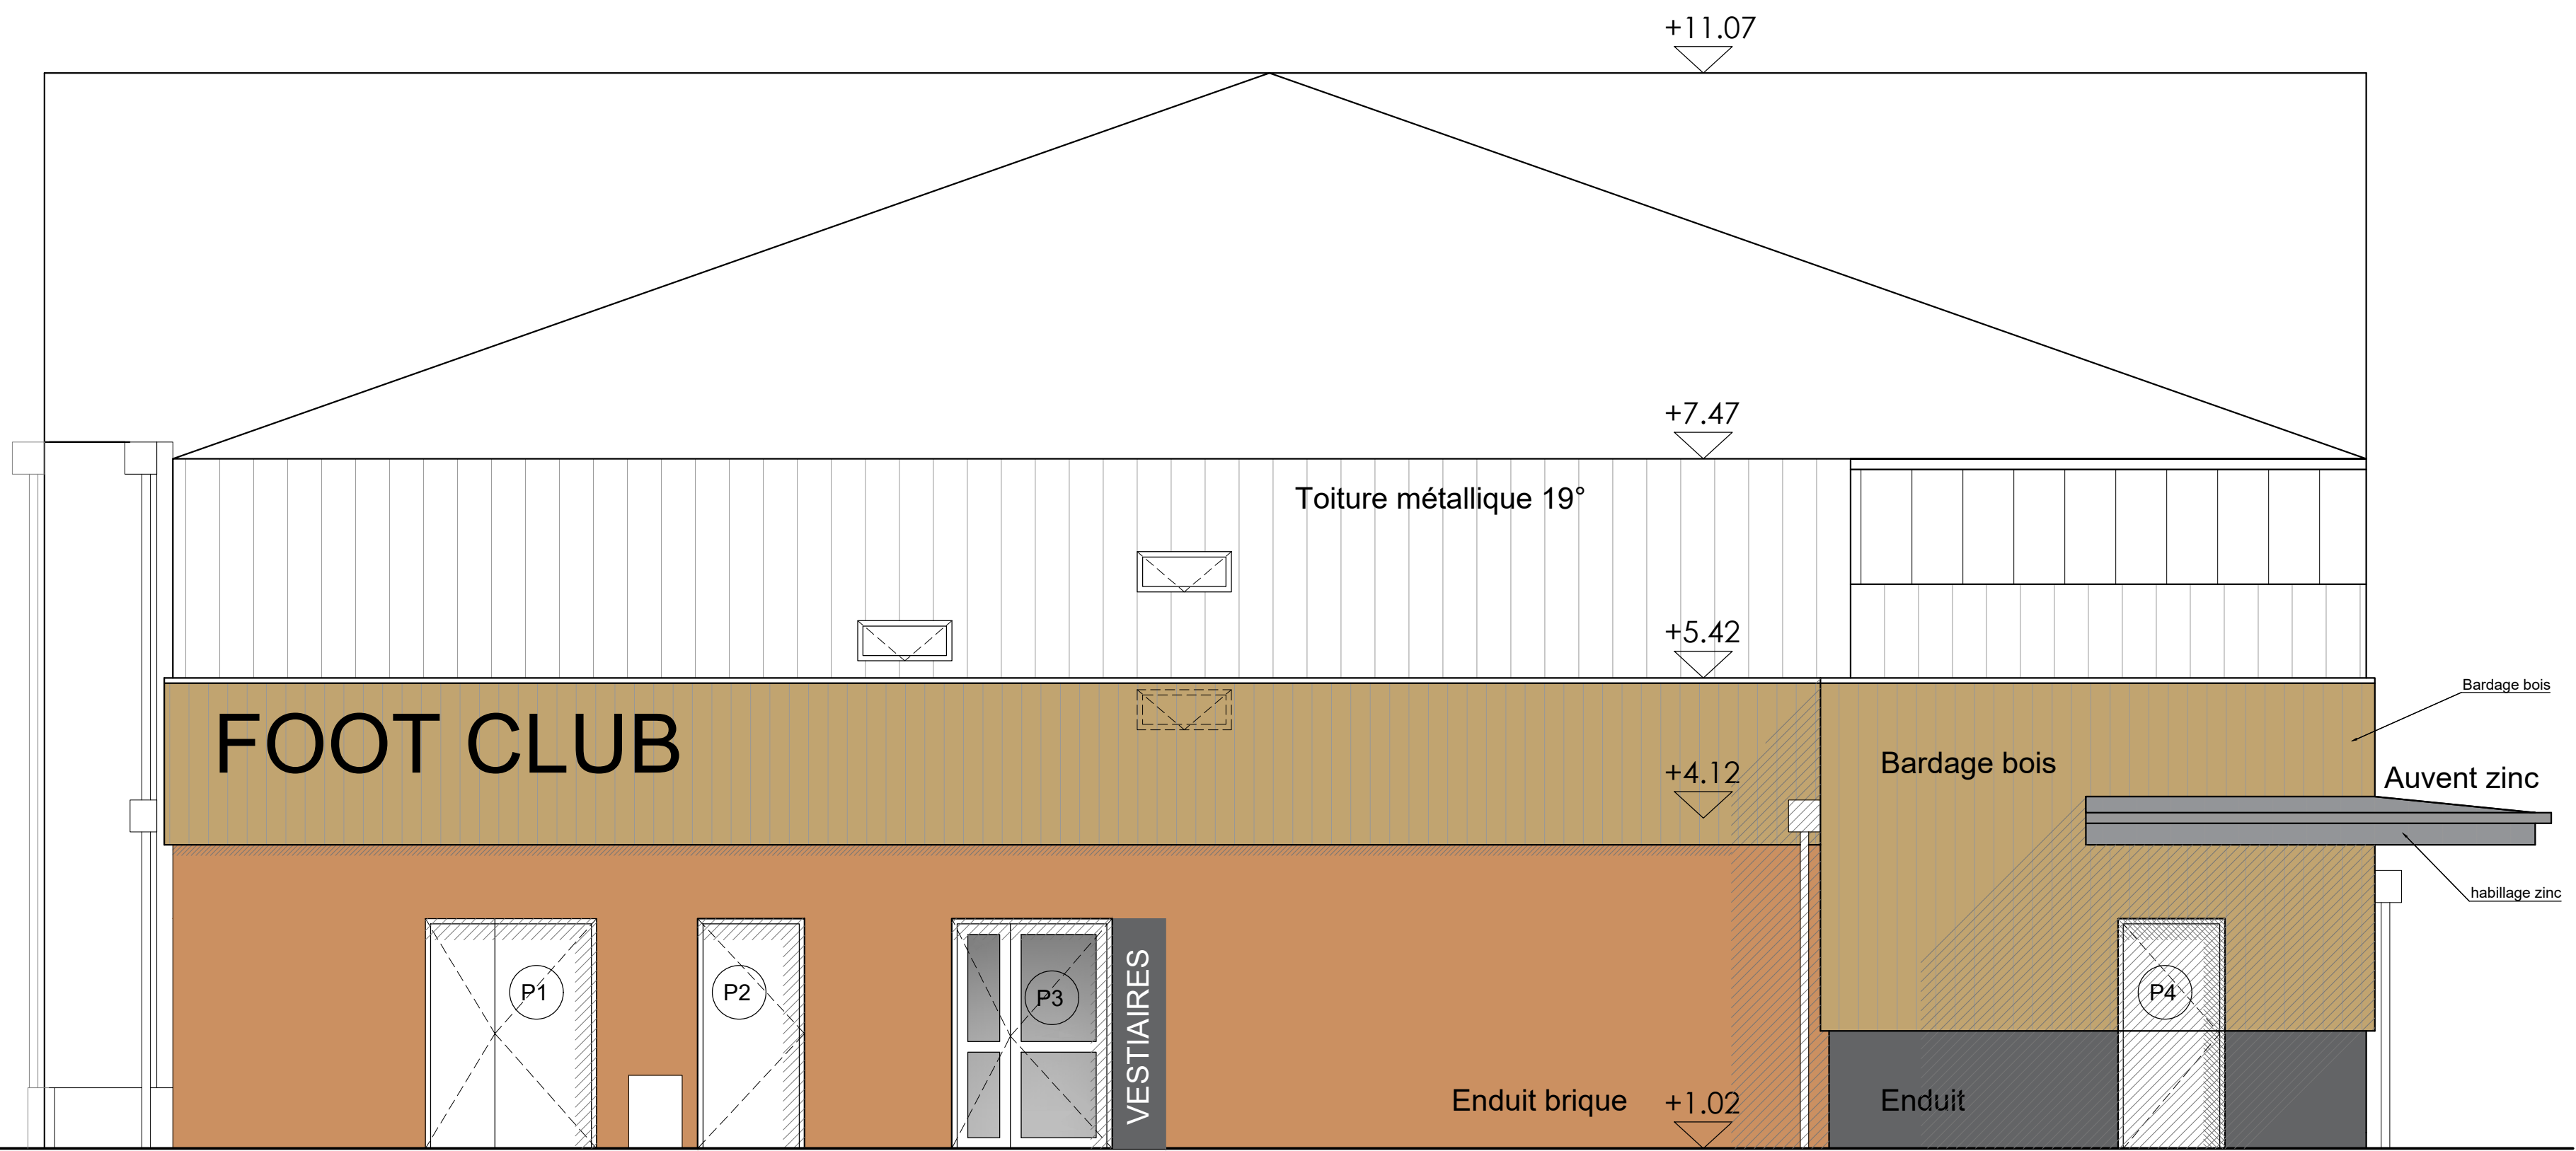 +11.07
+7.47
Toiture métallique 19°
+5.42
Bardage bois
FOOT CLUB
+4.12
Bardage bois
Auvent zinc
habillage zinc
P1
P2
P3
P4
VESTIAIRES
Enduit brique
+1.02
Enduit